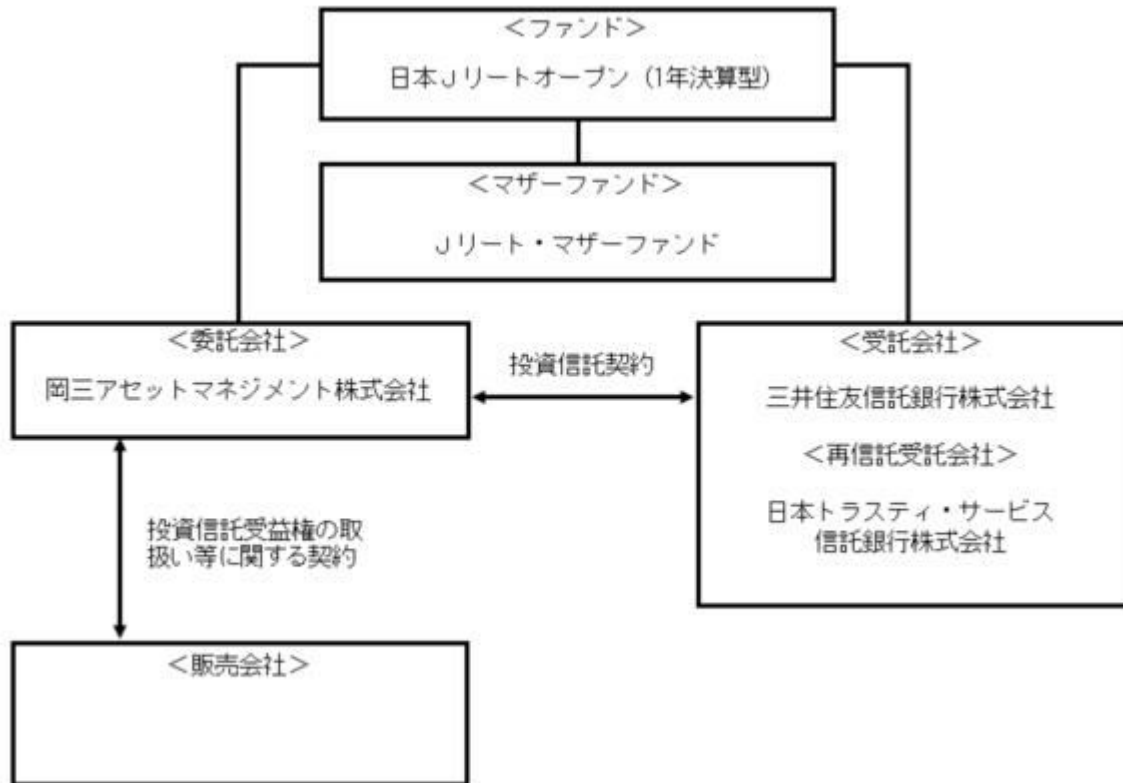 ＜ファンド＞
日本Ｊリートオープン（1年決算型）
＜マザーファンド＞
Ｊリート・マザーファンド
＜委託会社＞
岡三アセットマネジメント株式会社
投資信託契約
＜受託会社＞
三井住友信託銀行株式会社
＜再信託受託会社＞
日本トラスティ・サービス
信託銀行株式会社
投資信託受益権の取
扱い等に関する契約
＜販売会社＞